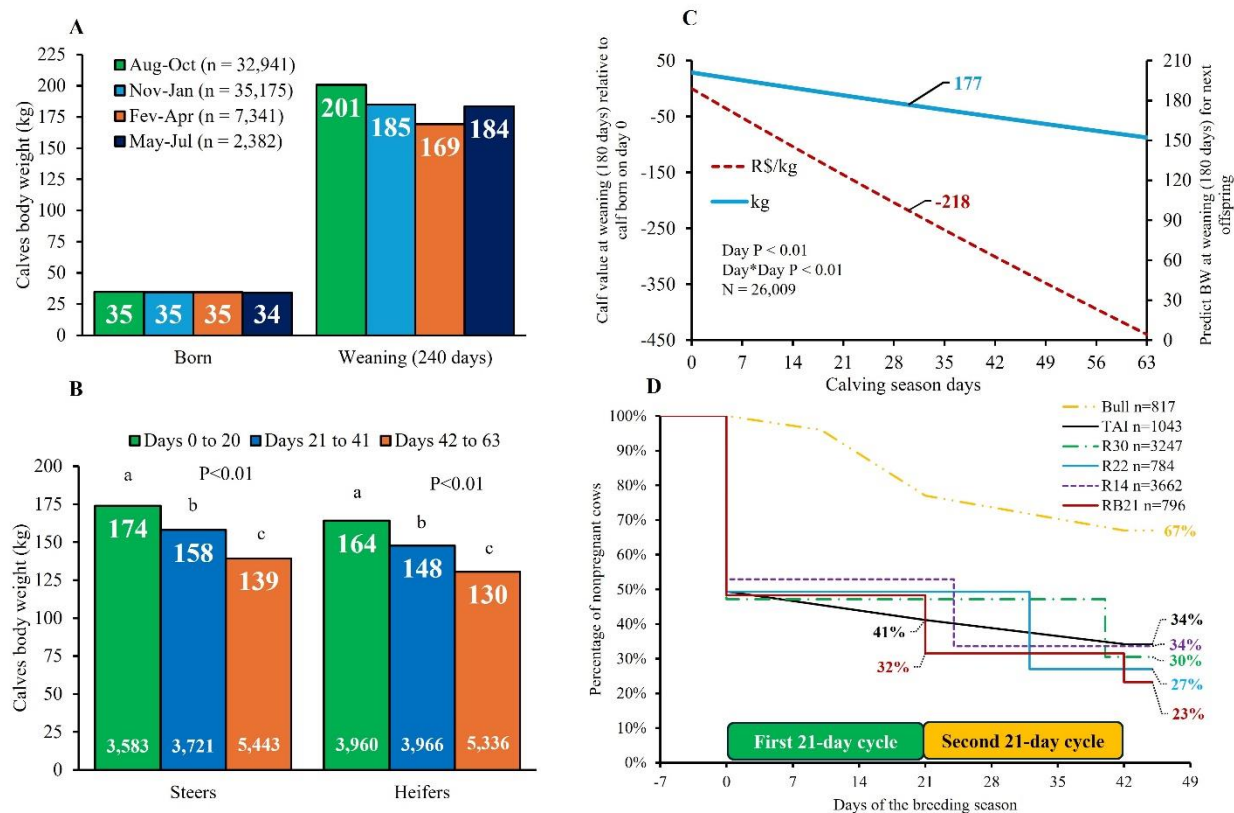 A
Calves body weight (kg)
225
200
175
150
125
100
75
50
25
0
Aug-Oct (n = 32,941)
Nov-Jan (n = 35,175)
Fev-Apr (n = 7,341)
May-Jul (n = 2,382)
35
35
35
34
201
185
169
184
Born
Weaning (240 days)
B
Days 0 to 20
Days 21 to 41
Days 42 to 63
Calves body weight (kg)
200
175
150
125
100
75
50
25
0
a
b
c
P<0.01
a
b
c
P<0.01
174
158
139
164
148
130
3,583
3,721
5,443
3,960
3,966
5,336
Steers
Heifers
C
Calf value at weaning (180 days) relative to
calf born on day 0
50
-50
-150
-250
-350
-450
177
-218
R$/kg
kg
Day P < 0.01
Day*Day P < 0.01
N = 26,009
210
180
150
120
90
60
30
0
Predict BW at weaning (180 days) for next
offspring
0
7
14
21
28
35
42
49
56
63
Calving season days
D
Percentage of nonpregnant cows
100%
90%
80%
70%
60%
50%
40%
30%
20%
10%
0%
Bull n=817
TAI n=1043
R30 n=3247
R22 n=784
R14 n=3662
RB21 n=796
67%
41%
32%
34%
34%
30%
27%
23%
First 21-day cycle
Second 21-day cycle
-7
0
7
14
21
28
35
42
49
Days of the breeding season